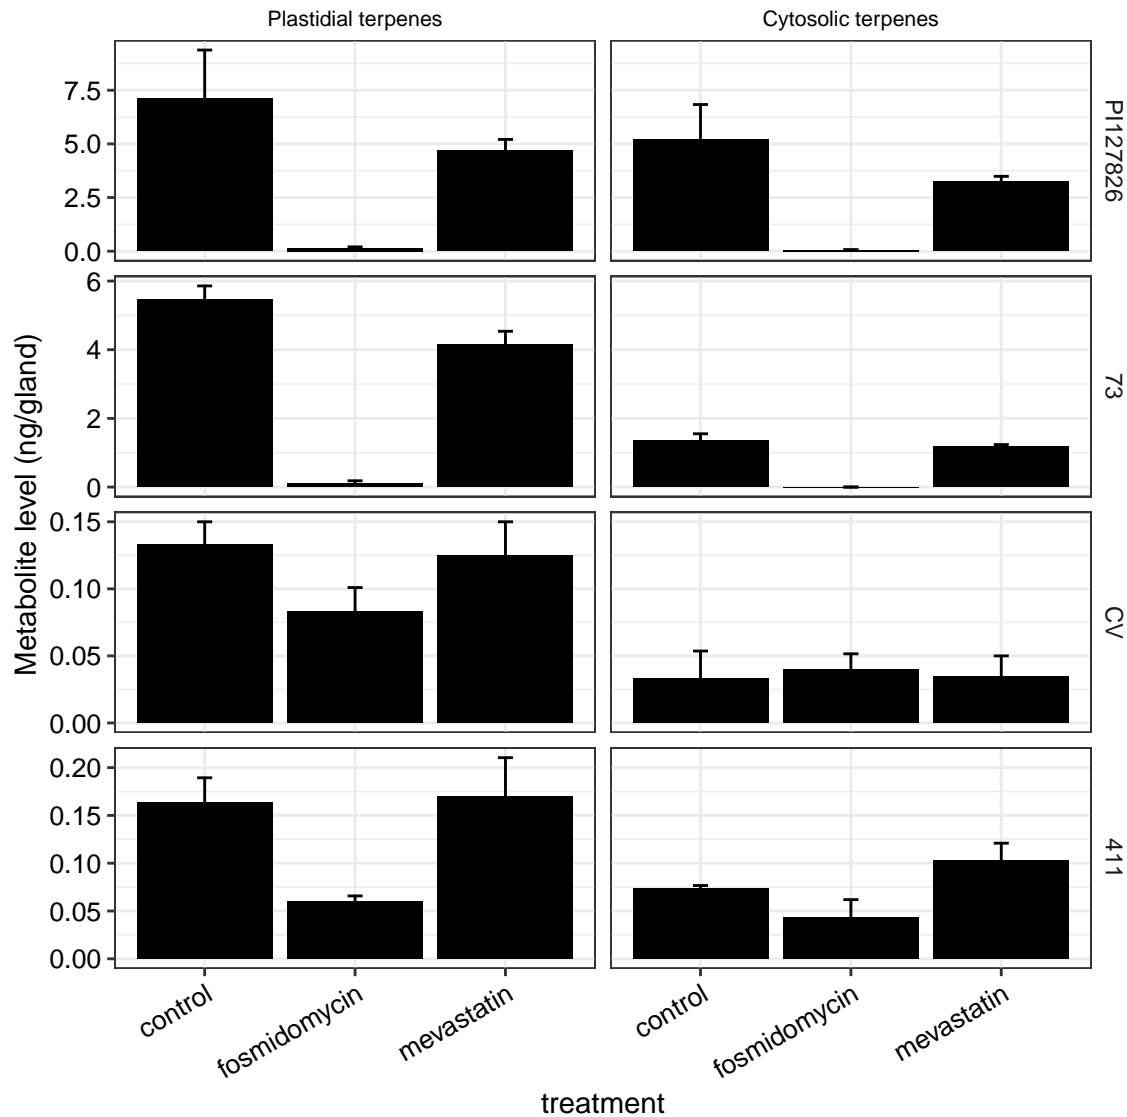 Plastidial terpenes
Cytosolic terpenes
Metabolite level (ng/gland)
7.5
5.0
2.5
0.0
PI127826
6
4
2
0
73
0.15
0.10
0.05
0.00
CV
0.20
0.15
0.10
0.05
0.00
411
control
fosmidomycin
mevastatin
control
fosmidomycin
mevastatin
treatment